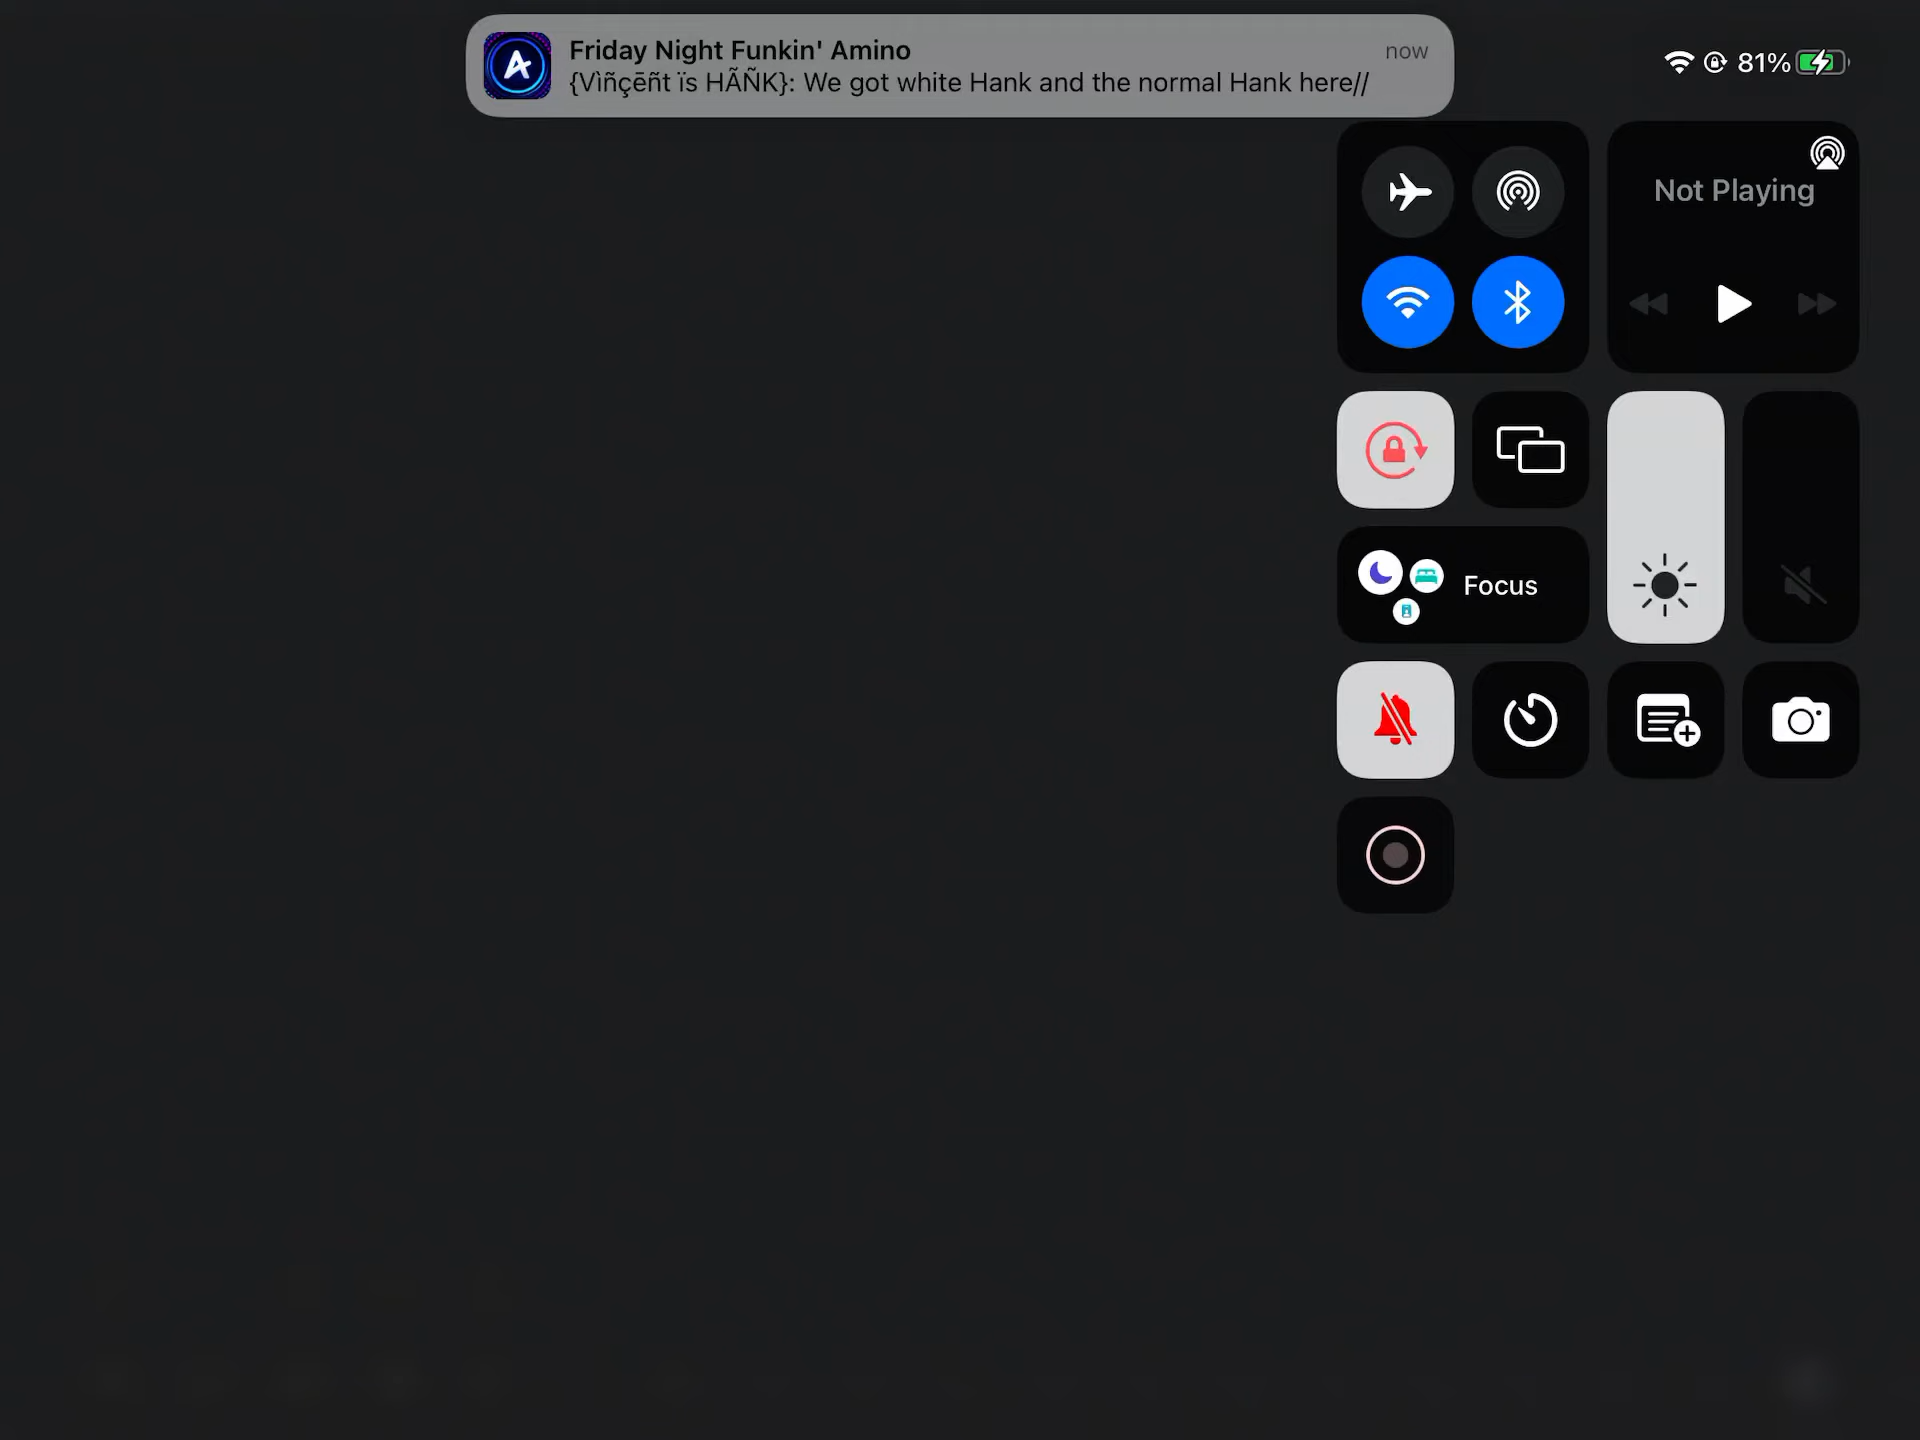 Friday Night Funkin' Amino
now
{Vìñçēñt ïs HÃÑK}: We got white Hank and the normal Hank here//
81%
Not Playing
Focus